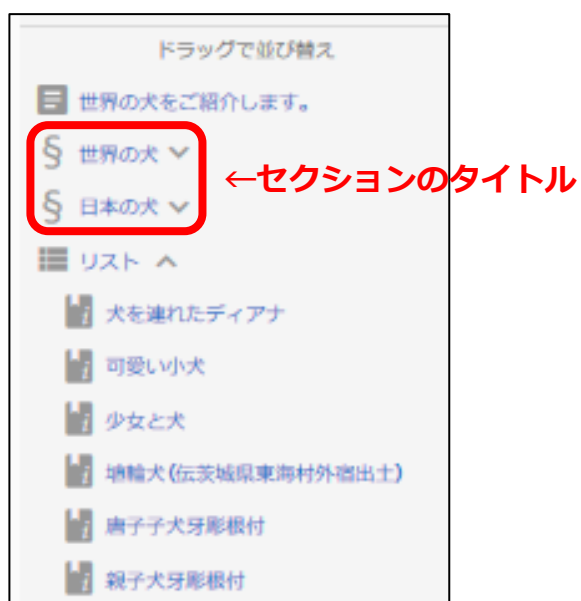 ドラッグで並び替え
世界の犬をご紹介します。
§ 世界の犬
§ 日本の犬
←セクションのタイトル
リスト
犬を連れたディアナ
可愛い小犬
少女と犬
埴輪犬(伝茨城県東海村外宿出土)
唐子子犬牙彫根付
親子犬牙彫根付